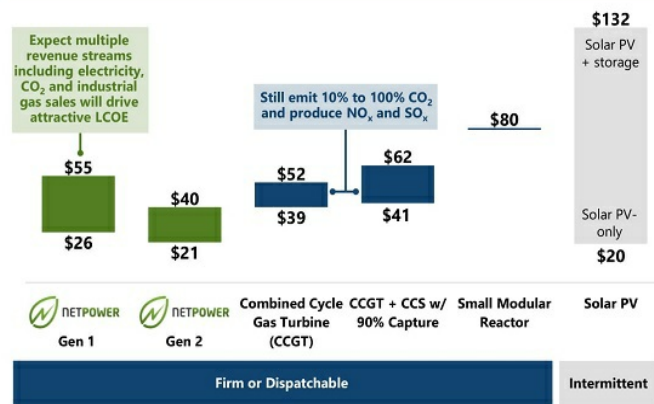 $132
Expect multiple
revenue streams
including electricity,
CO₂ and industrial
gas sales will drive
attractive LCOE
Solar PV
+ storage
Still emit 10% to 100% CO₂
and produce NOₓ and SOₓ
$80
$55
$26
$40
$21
$52
$39
$62
$41
Solar PV-
only
$20
NETPOWER
Gen 1
NETPOWER
Gen 2
Combined Cycle
Gas Turbine
(CCGT)
CCGT + CCS w/
90% Capture
Small Modular
Reactor
Solar PV
Firm or Dispatchable
Intermittent